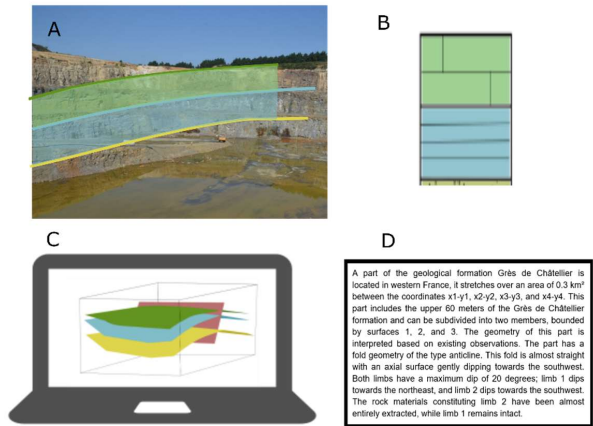 A
B
C
D
A part of the geological formation Grès de Châtellier is
located in western France, it stretches over an area of 0.3 km²
between the coordinates x1-y1, x2-y2, x3-y3, and x4-y4. This
part includes the upper 60 meters of the Grès de Châtellier
formation and can be subdivided into two members, bounded
by surfaces 1, 2, and 3. The geometry of this part is
interpreted based on existing observations. The part has a
fold geometry of the type anticline. This fold is almost straight
with an axial surface gently dipping towards the southwest.
Both limbs have a maximum dip of 20 degrees; limb 1 dips
towards the northeast, and limb 2 dips towards the southwest.
The rock materials constituting limb 2 have been almost
entirely extracted, while limb 1 remains intact.